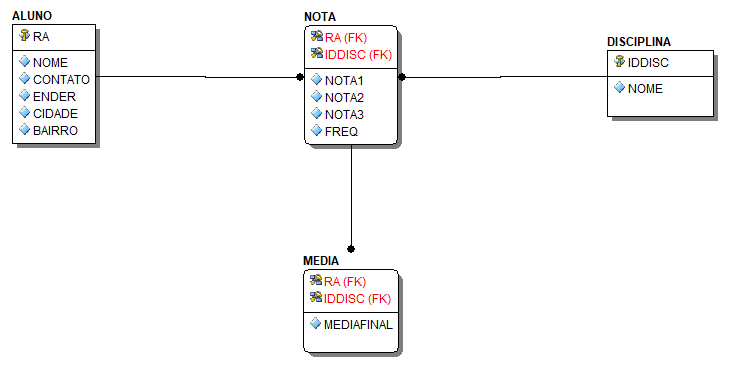 ALUNO
RA
NOME
CONTATO
ENDER
CIDADE
BAIRRO
NOTA
RA (FK)
IDDISC (FK)
NOTA1
NOTA2
NOTA3
FREQ
DISCIPLINA
IDDISC
NOME
MEDIA
RA (FK)
IDDISC (FK)
MEDIAFINAL